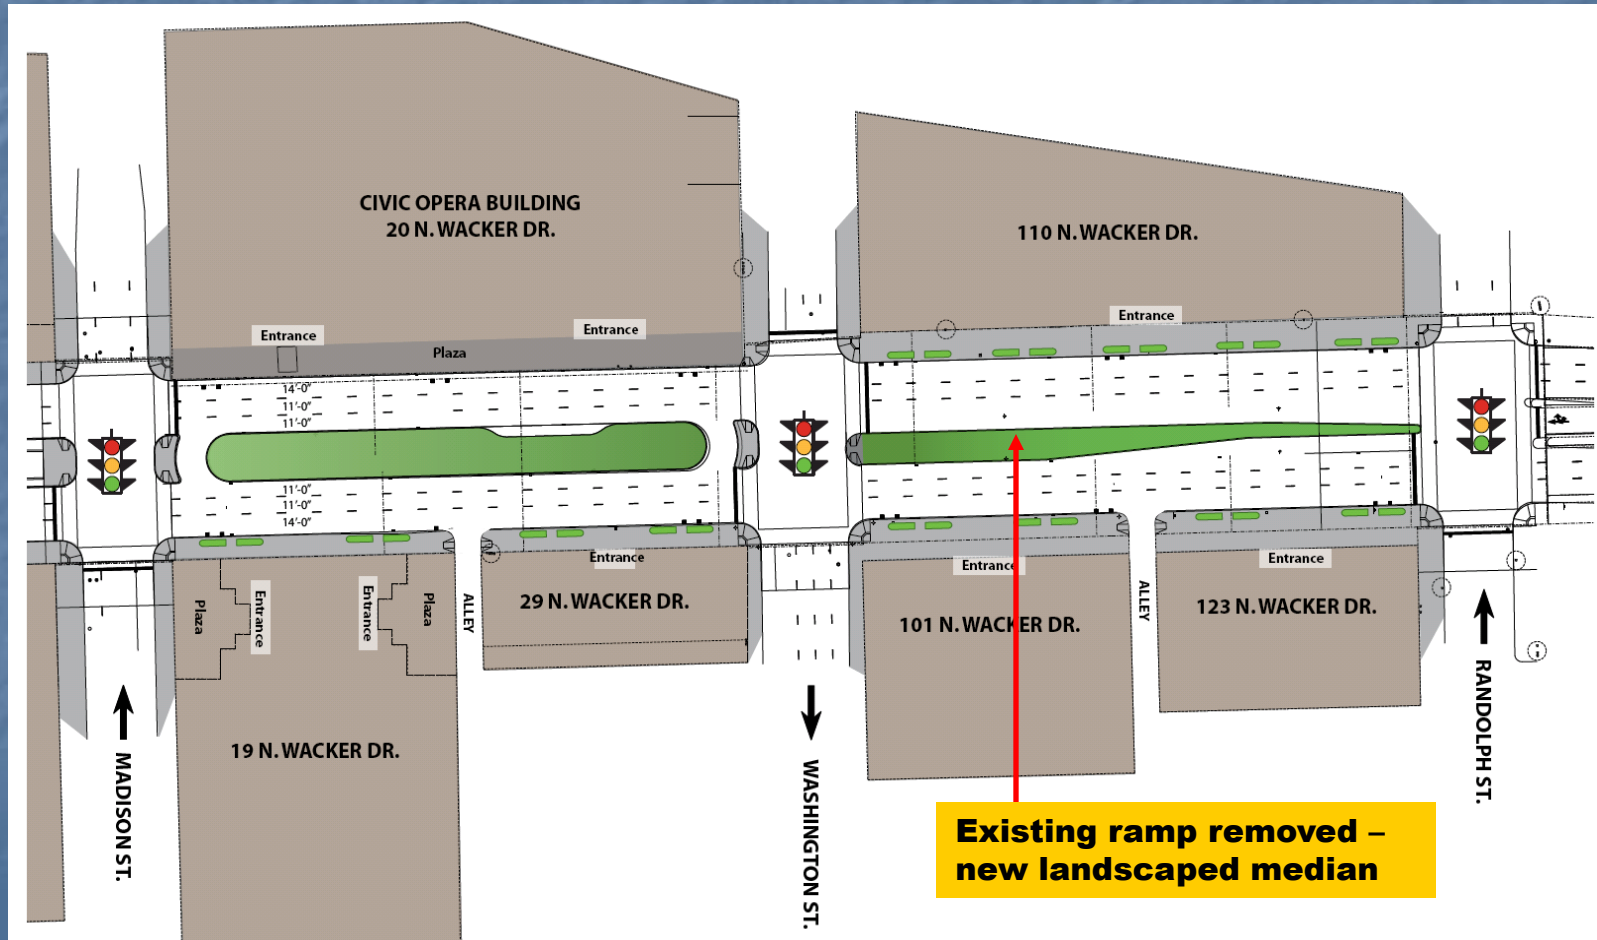 CIVIC OPERA BUILDING
20 N. WACKER DR.
110 N. WACKER DR.
Entrance
Entrance
Entrance
Plaza
14'-0"
11'-0"
11'-0"
11'-0"
11'-0"
14'-0"
Entrance
Entrance
Entrance
Plaza
Entrance
Entrance
Plaza
ALLEY
29 N. WACKER DR.
101 N. WACKER DR.
ALLEY
123 N. WACKER DR.
19 N. WACKER DR.
MADISON ST.
WASHINGTON ST.
RANDOLPH ST.
Existing ramp removed –
new landscaped median